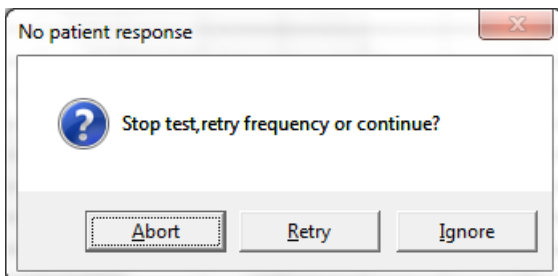 No patient response
Stop test,retry frequency or continue?
Abort Retry Ignore